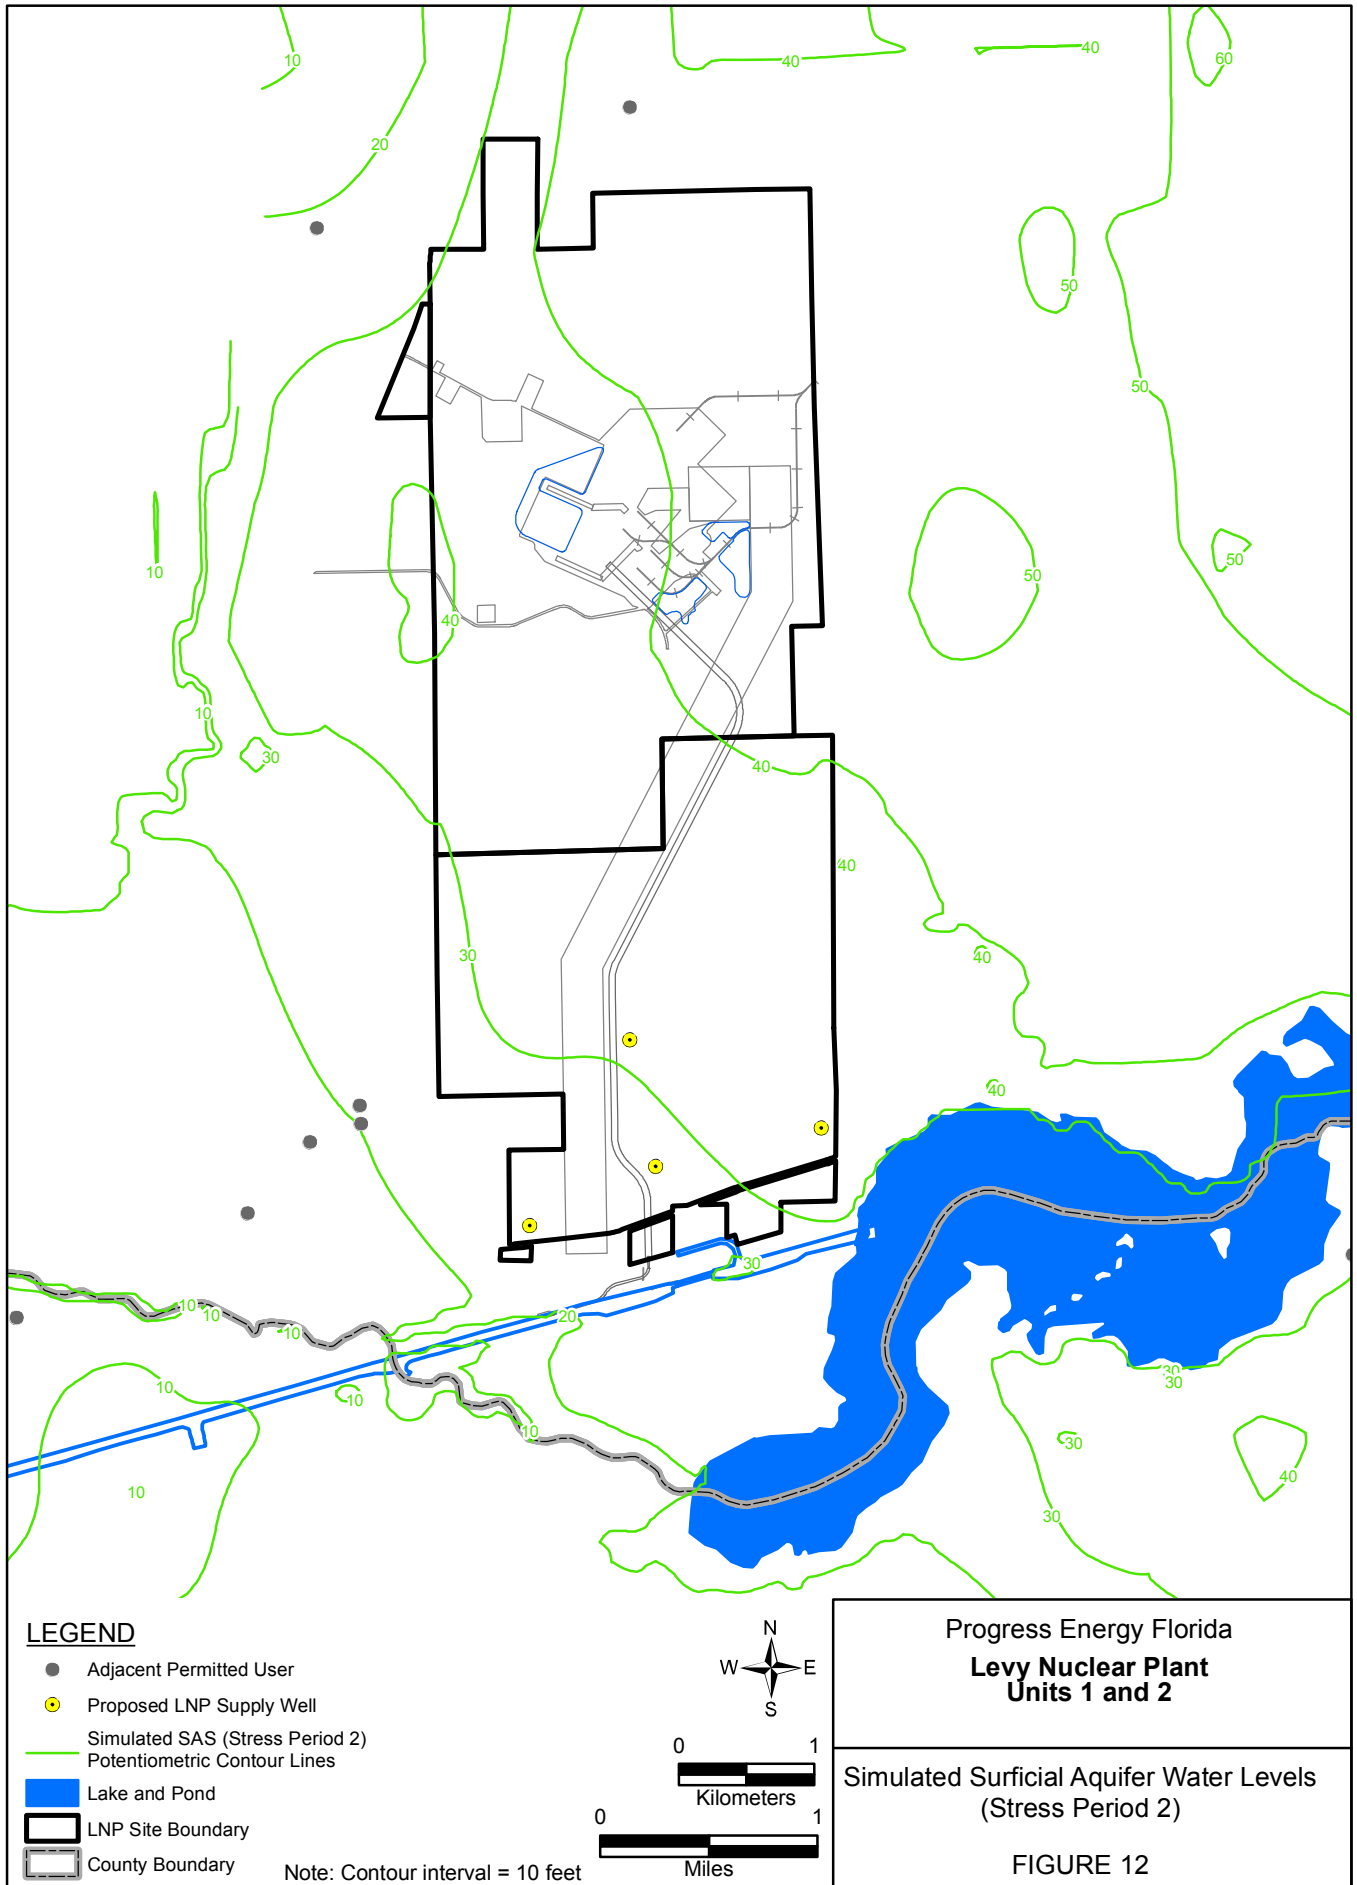 10
40
40
60
20
50
50
50
50
10
40
10
30
40
40
30
40
40
30
10
10
10
20
10
10
10
10
30
30
30
40
30
LEGEND
Adjacent Permitted User
Proposed LNP Supply Well
Simulated SAS (Stress Period 2)
Potentiometric Contour Lines
Lake and Pond
LNP Site Boundary
County Boundary
Note: Contour interval = 10 feet
N
W E
S
0 1
Kilometers
0 1
Miles
Progress Energy Florida
Levy Nuclear Plant
Units 1 and 2
Simulated Surficial Aquifer Water Levels
(Stress Period 2)
FIGURE 12